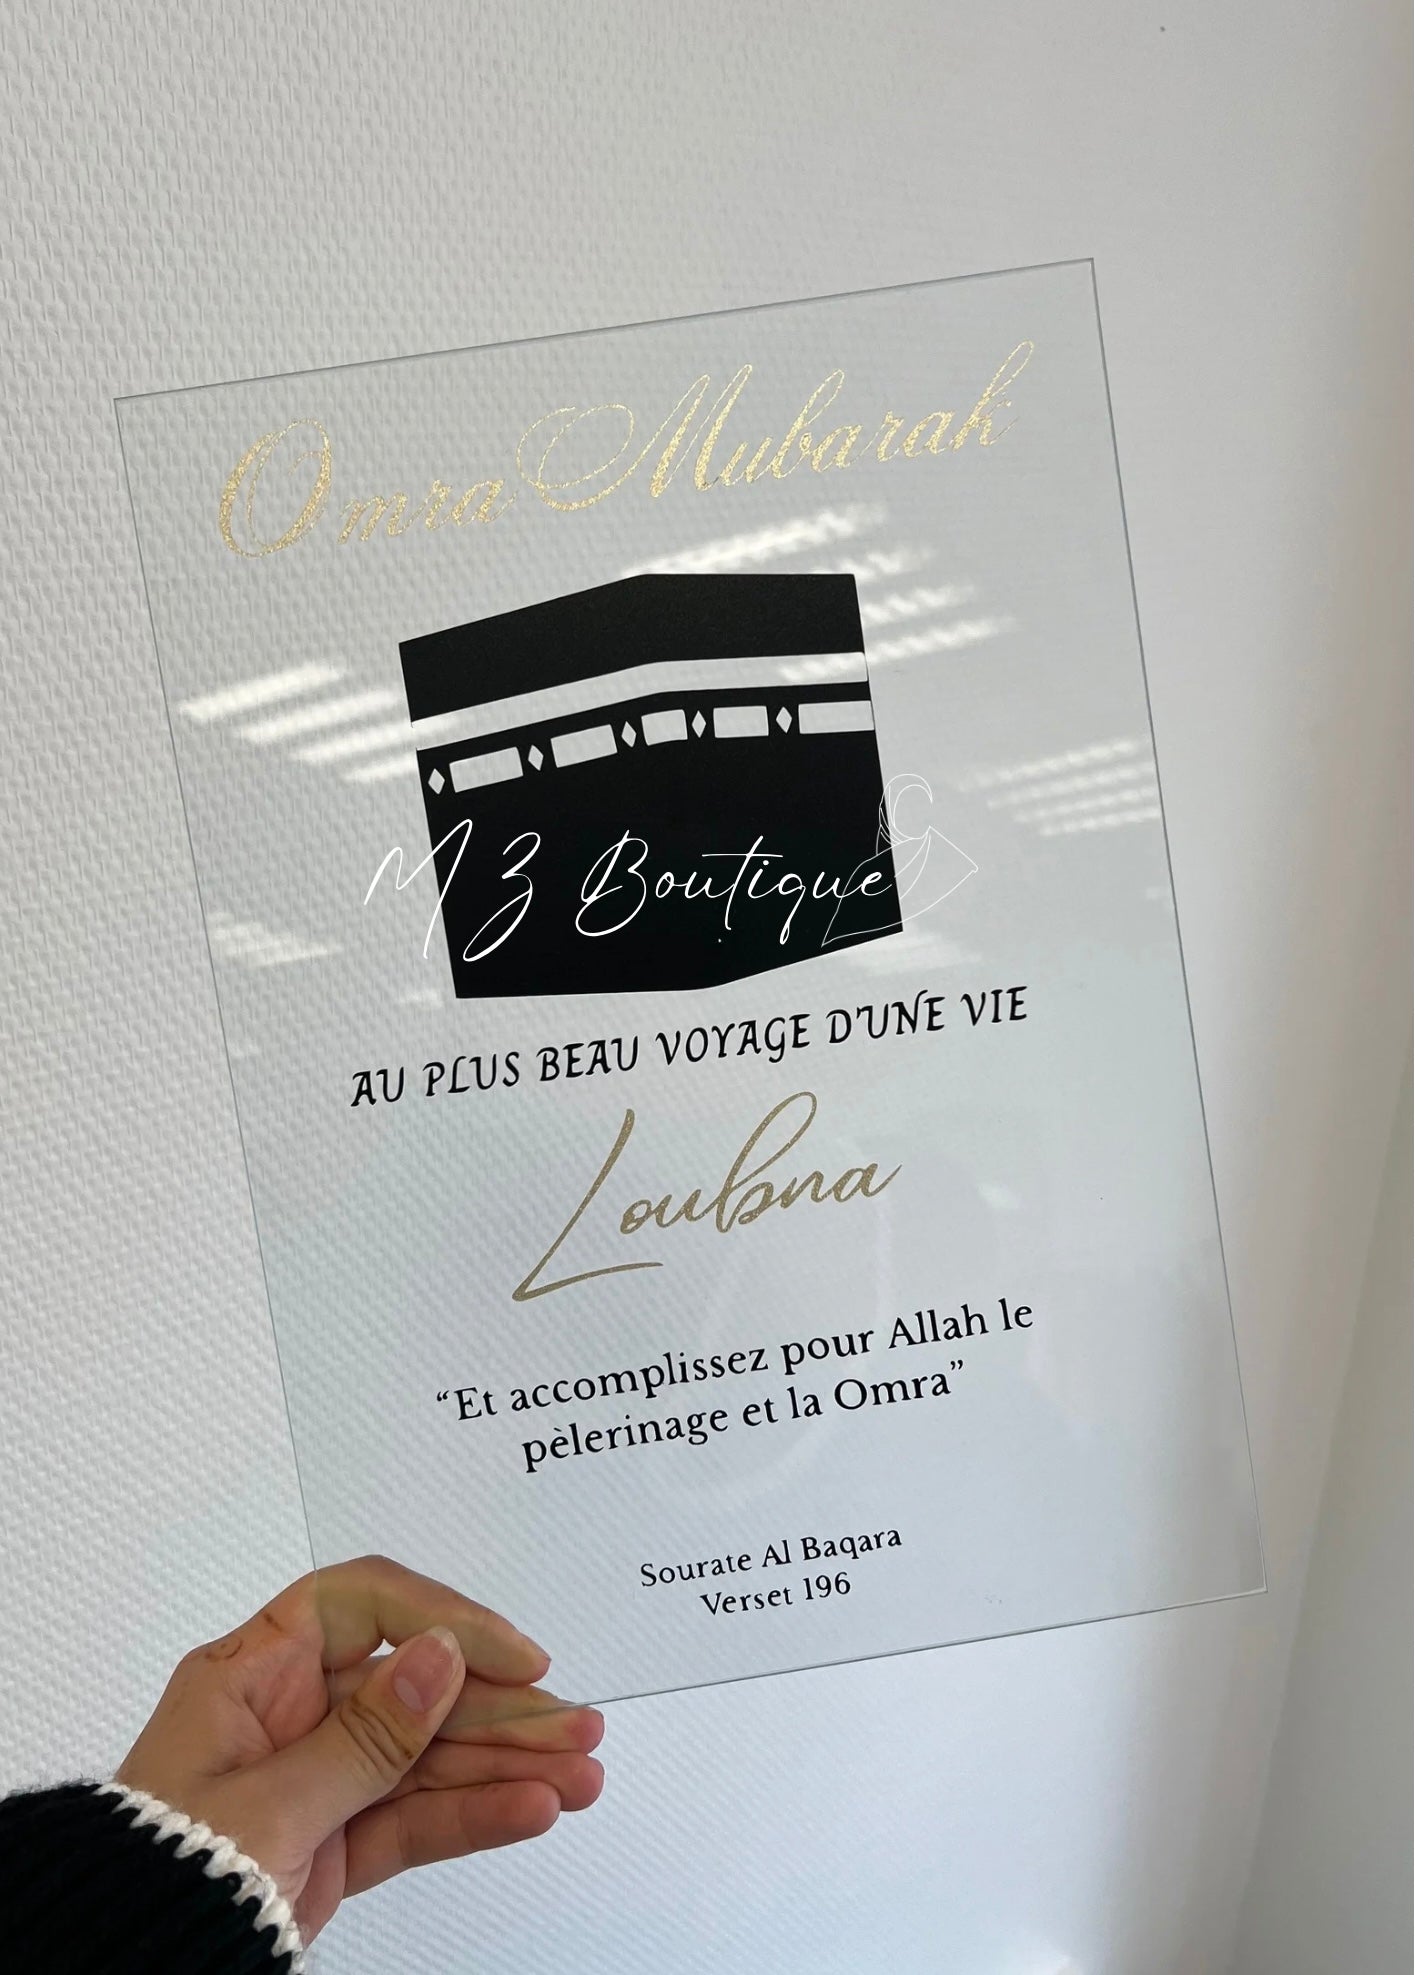 Omra Mubarak
M Z Boutique
AU PLUS BEAU VOYAGE D'UNE VIE
Loubna
“Et accomplissez pour Allah le
pèlerinage et la Omra”
Sourate Al Baqara
Verset 196